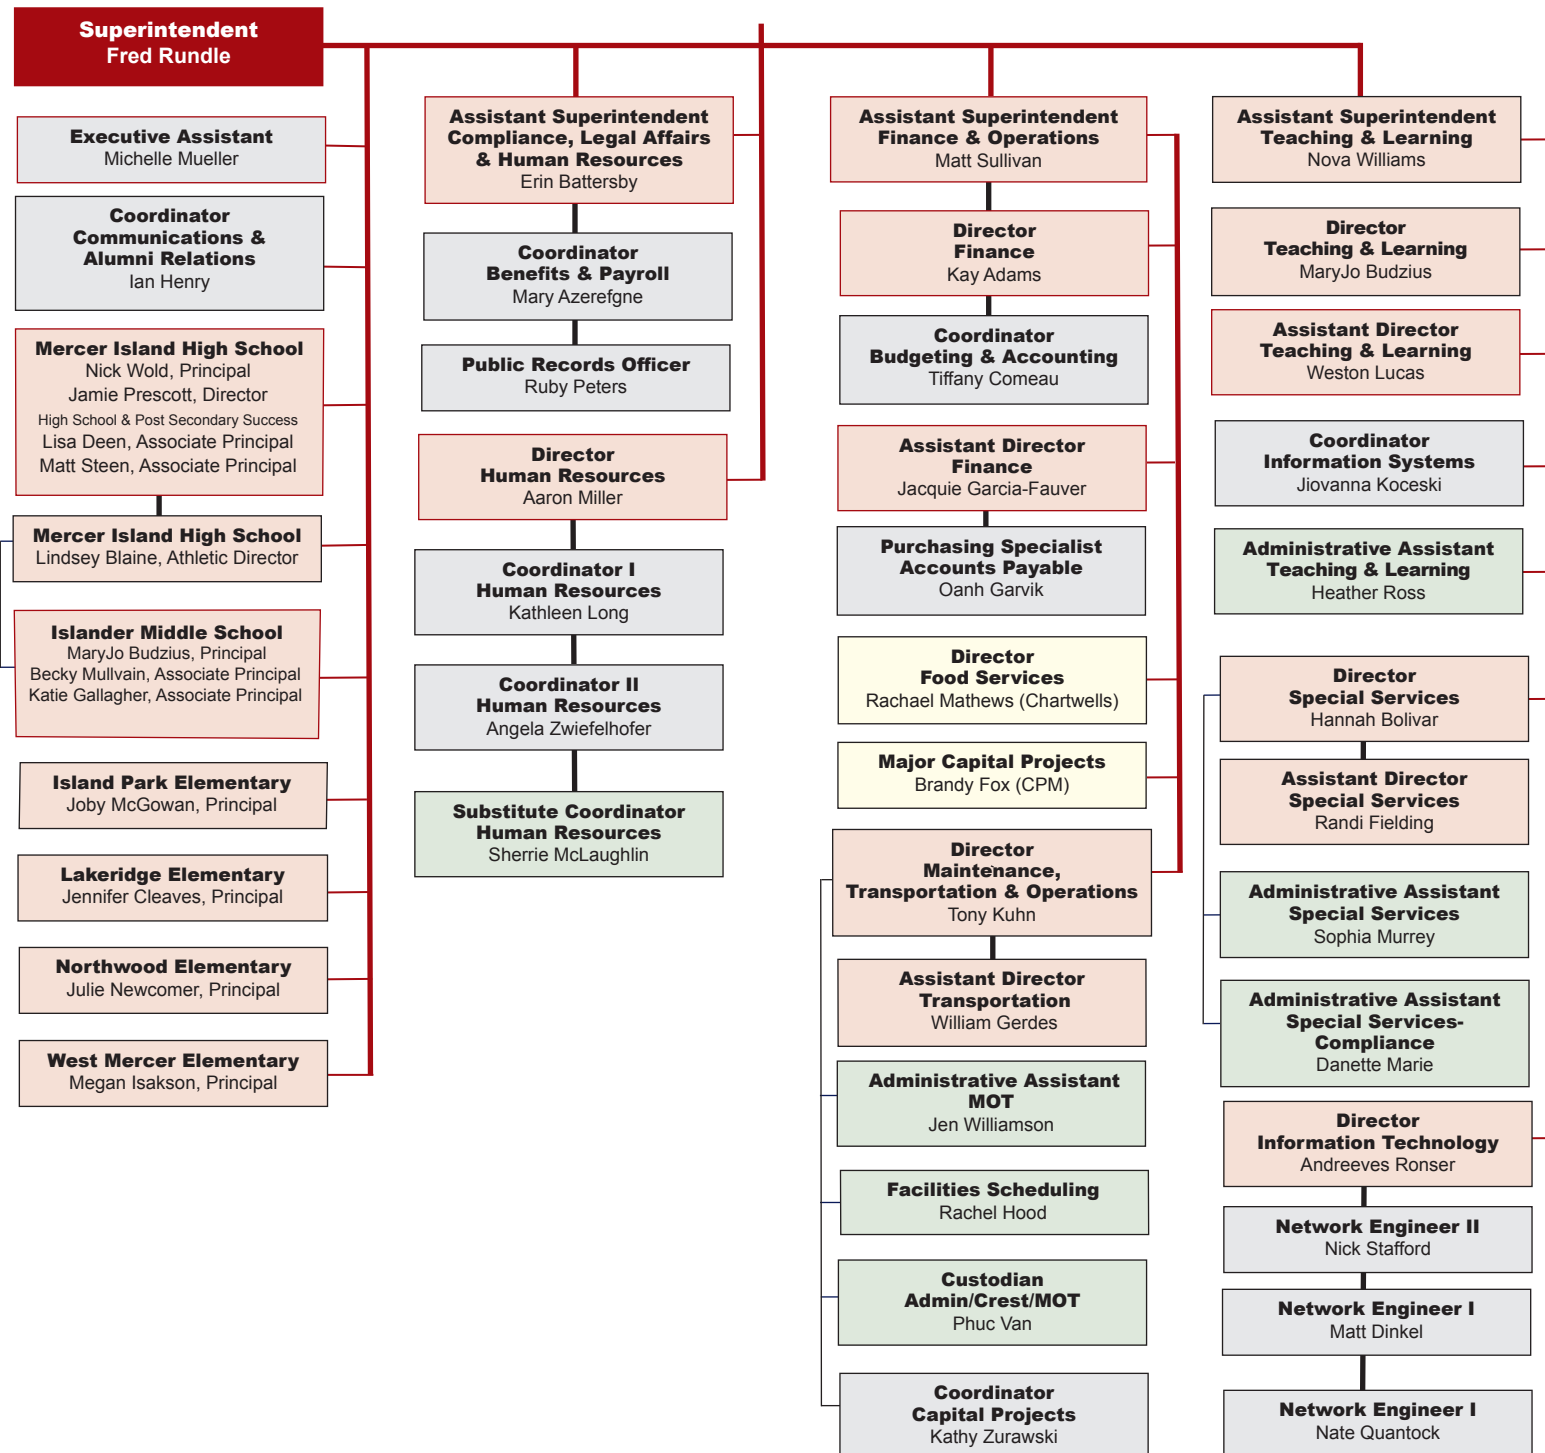 Superintendent
Fred Rundle
Executive Assistant
Michelle Mueller
Coordinator
Communications &
Alumni Relations
Ian Henry
Mercer Island High School
Nick Wold, Principal
Jamie Prescott, Director
High School & Post Secondary Success
Lisa Deen, Associate Principal
Matt Steen, Associate Principal
Mercer Island High School
Lindsey Blaine, Athletic Director
Islander Middle School
MaryJo Budzius, Principal
Becky Mullvain, Associate Principal
Katie Gallagher, Associate Principal
Island Park Elementary
Joby McGowan, Principal
Lakeridge Elementary
Jennifer Cleaves, Principal
Northwood Elementary
Julie Newcomer, Principal
West Mercer Elementary
Megan Isakson, Principal
Assistant Superintendent
Compliance, Legal Affairs
& Human Resources
Erin Battersby
Coordinator
Benefits & Payroll
Mary Azerefgne
Public Records Officer
Ruby Peters
Director
Human Resources
Aaron Miller
Coordinator I
Human Resources
Kathleen Long
Coordinator II
Human Resources
Angela Zwiefelhofer
Substitute Coordinator
Human Resources
Sherrie McLaughlin
Assistant Superintendent
Finance & Operations
Matt Sullivan
Director
Finance
Kay Adams
Coordinator
Budgeting & Accounting
Tiffany Comeau
Assistant Director
Finance
Jacquie Garcia-Fauver
Purchasing Specialist
Accounts Payable
Oanh Garvik
Director
Food Services
Rachael Mathews (Chartwells)
Major Capital Projects
Brandy Fox (CPM)
Director
Maintenance,
Transportation & Operations
Tony Kuhn
Assistant Director
Transportation
William Gerdes
Administrative Assistant
MOT
Jen Williamson
Facilities Scheduling
Rachel Hood
Custodian
Admin/Crest/MOT
Phuc Van
Coordinator
Capital Projects
Kathy Zurawski
Assistant Superintendent
Teaching & Learning
Nova Williams
Director
Teaching & Learning
MaryJo Budzius
Assistant Director
Teaching & Learning
Weston Lucas
Coordinator
Information Systems
Jiovanna Koceski
Administrative Assistant
Teaching & Learning
Heather Ross
Director
Special Services
Hannah Bolivar
Assistant Director
Special Services
Randi Fielding
Administrative Assistant
Special Services
Sophia Murrey
Administrative Assistant
Special Services-
Compliance
Danette Marie
Director
Information Technology
Andreeves Ronser
Network Engineer II
Nick Stafford
Network Engineer I
Matt Dinkel
Network Engineer I
Nate Quantock